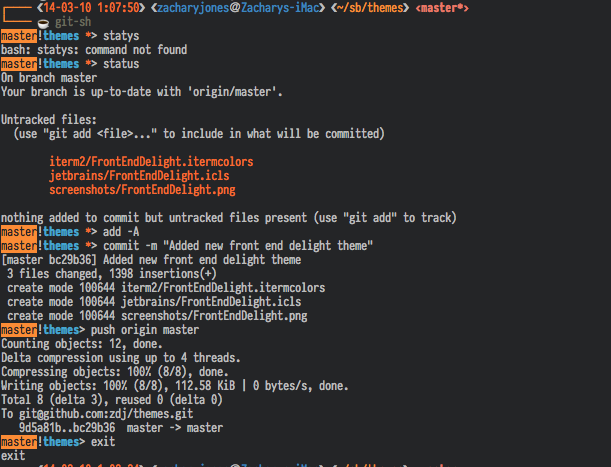 14-03-10 1:07:50 zacharyjones@Zacharys-iMac ~/sb/themes <master*>
git-sh
master!themes *> statys
bash: statys: command not found
master!themes *> status
On branch master
Your branch is up-to-date with 'origin/master'.
Untracked files:
(use "git add <file>..." to include in what will be committed)
iterm2/FrontEndDelight.itermcolors
jetbrains/FrontEndDelight.icls
screenshots/FrontEndDelight.png
nothing added to commit but untracked files present (use "git add" to track)
master!themes *> add -A
master!themes *> commit -m "Added new front end delight theme"
[master bc29b36] Added new front end delight theme
3 files changed, 1398 insertions(+)
create mode 100644 iterm2/FrontEndDelight.itermcolors
create mode 100644 jetbrains/FrontEndDelight.icls
create mode 100644 screenshots/FrontEndDelight.png
master!themes> push origin master
Counting objects: 12, done.
Delta compression using up to 4 threads.
Compressing objects: 100% (8/8), done.
Writing objects: 100% (8/8), 112.58 KiB | 0 bytes/s, done.
Total 8 (delta 3), reused 0 (delta 0)
To git@github.com:zdj/themes.git
9d5a81b..bc29b36 master -> master
master!themes> exit
exit